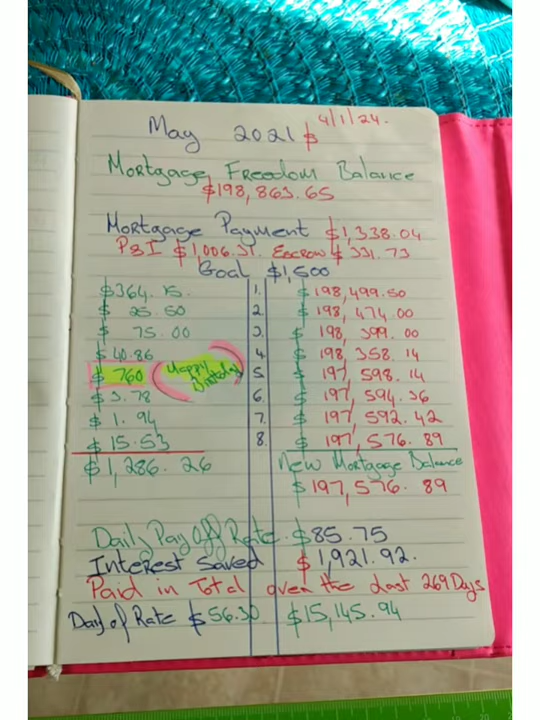 May 2021 $ 4/1/24.
Mortgage Freedom Balance
$198,863.65
Mortgage Payment $1,338.04
P&I $1,006.31. Escrow $ 331.73
Goal $1,500
$364.15. 1. $198,499.50
$ 25.50 2. $198,474.00
$ 75.00 3. $ 198,399.00
$ 40.86 4. $198,358.14
$ 760 (Happy Birthday) 5 $ 197,598.14
$ 3.78 6. $ 197,594.36
$ 1.94 7. $ 197,592.42
$ 15.53 8. $ 197,576.89
$1,286.26 New Mortgage Balance
$197,576.89
Daily Pay Off Rate. $85.75
Interest Saved $1,921.92.
Paid in Total over the Last 269 Days
Day of Rate $56.30 $15,145.94